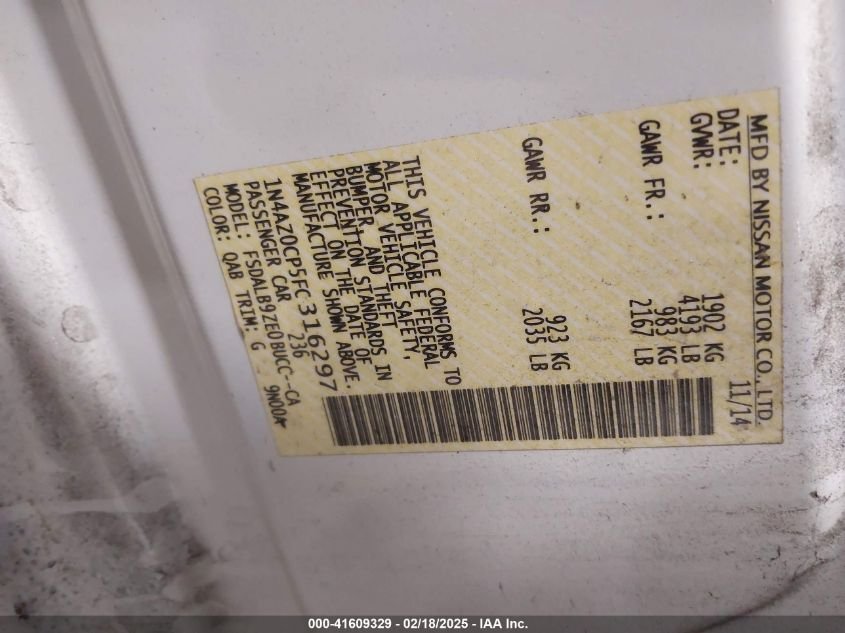 MFD BY NISSAN MOTOR CO., LTD.
DATE: 11/14
GVWR: 1902 KG
4193 LB
GAWR FR.: 983 KG
2167 LB
GAWR RR.: 923 KG
2035 LB
THIS VEHICLE CONFORMS TO
ALL APPLICABLE FEDERAL
MOTOR VEHICLE SAFETY,
BUMPER, AND THEFT
PREVENTION STANDARDS IN
EFFECT ON THE DATE OF
MANUFACTURE SHOWN ABOVE.
1N4AZ0CP5FC316297
PASSENGER CAR 236
MODEL: FSDALB9ZE0BUCC--CA
COLOR: QAB TRIM: G 9N00A
000-41609329 - 02/18/2025 - IAA Inc.